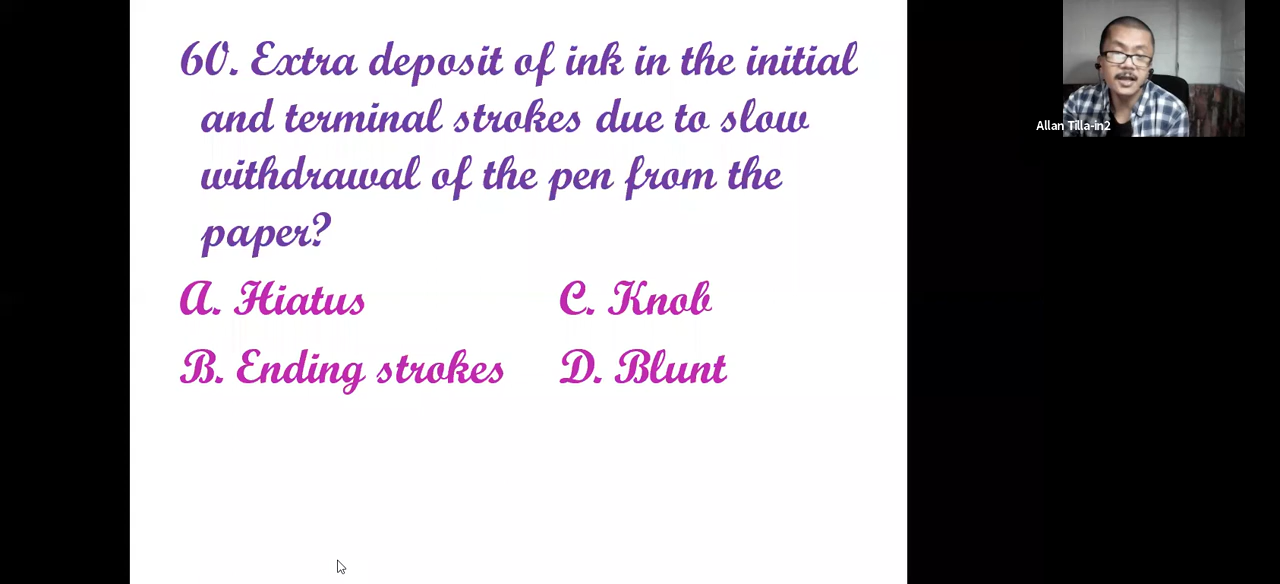 60. Extra deposit of ink in the initial
and terminal strokes due to slow
withdrawal of the pen from the
paper?
A. Hiatus
C. Knob
B. Ending strokes
D. Blunt
Allan Tilla-in2